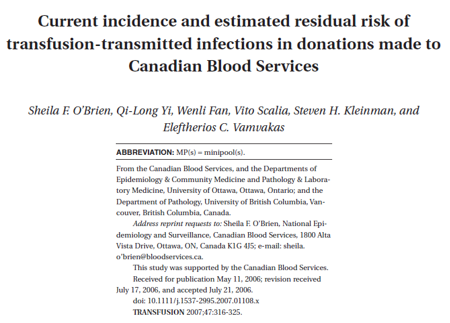 Current incidence and estimated residual risk of
transfusion-transmitted infections in donations made to
Canadian Blood Services
Sheila F. O'Brien, Qi-Long Yi, Wenli Fan, Vito Scalia, Steven H. Kleinman, and
Eleftherios C. Vamvakas
ABBREVIATION: MP(s) = minipool(s).
From the Canadian Blood Services, and the Departments of
Epidemiology & Community Medicine and Pathology & Labora-
tory Medicine, University of Ottawa, Ottawa, Ontario; and the
Department of Pathology, University of British Columbia, Van-
couver, British Columbia, Canada.
Address reprint requests to: Sheila F. O'Brien, National Epi-
demiology and Surveillance, Canadian Blood Services, 1800 Alta
Vista Drive, Ottawa, ON, Canada K1G 4J5; e-mail: sheila.
o'brien@bloodservices.ca.
This study was supported by the Canadian Blood Services.
Received for publication May 11, 2006; revision received
July 17, 2006, and accepted July 21, 2006.
doi: 10.1111/j.1537-2995.2007.01108.x
TRANSFUSION 2007;47:316-325.